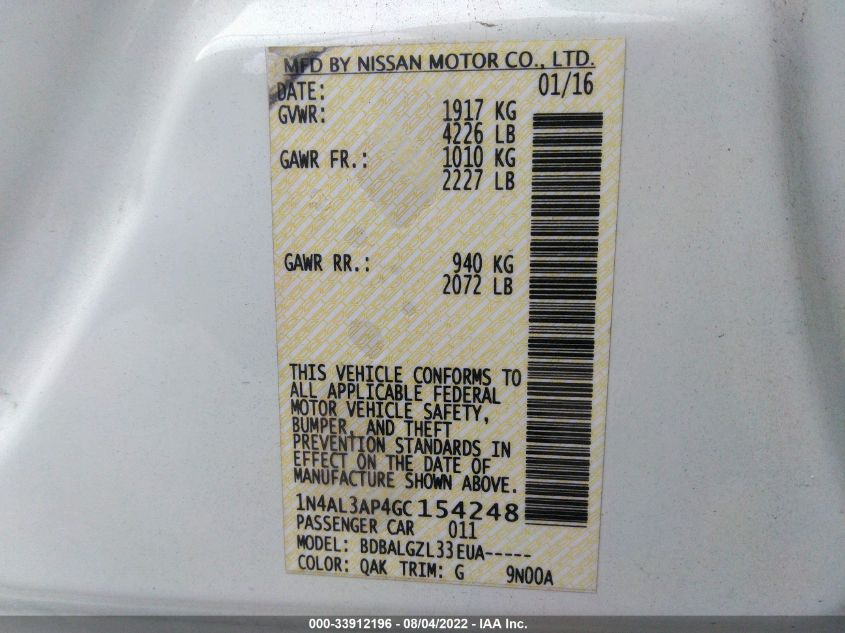 MFD BY NISSAN MOTOR CO., LTD.
DATE: 01/16
GVWR: 1917 KG
4226 LB
GAWR FR.: 1010 KG
2227 LB
GAWR RR.: 940 KG
2072 LB
THIS VEHICLE CONFORMS TO
ALL APPLICABLE FEDERAL
MOTOR VEHICLE SAFETY,
BUMPER, AND THEFT
PREVENTION STANDARDS IN
EFFECT ON THE DATE OF
MANUFACTURE SHOWN ABOVE.
1N4AL3AP4GC154248
PASSENGER CAR 011
MODEL: BDBALGZL33EUA-----
COLOR: QAK TRIM: G 9N00A
000-33912196 - 08/04/2022 - IAA Inc.